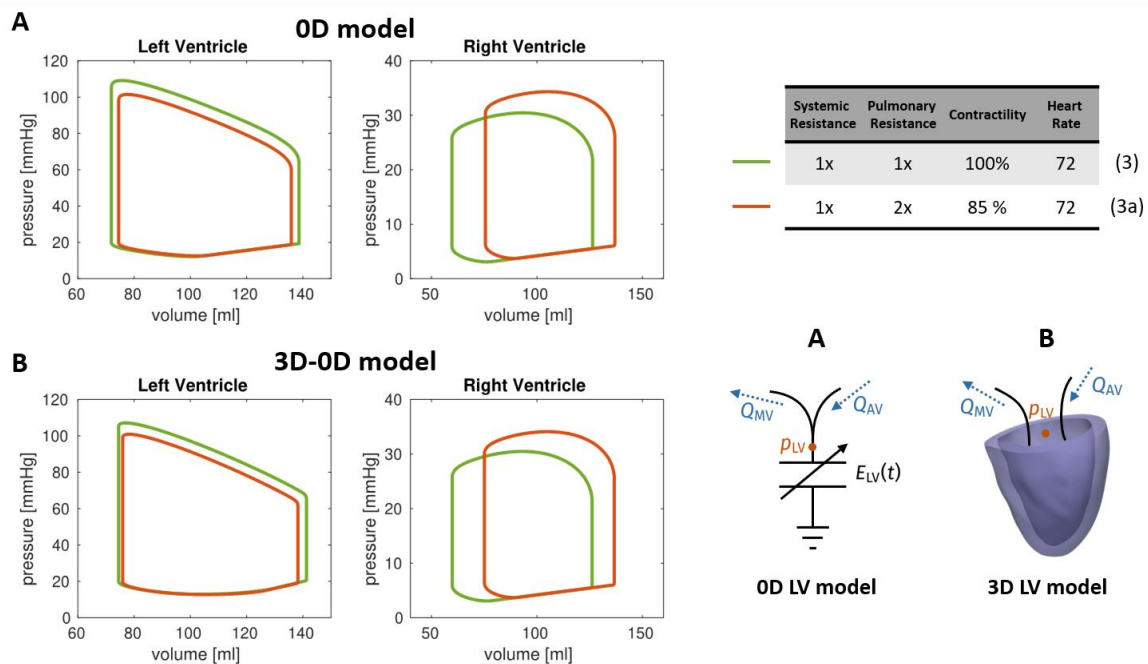 A
0D model
Left Ventricle
Right Ventricle
pressure [mmHg]
120
100
80
60
40
20
0
60
80
100
120
140
volume [ml]
pressure [mmHg]
40
30
20
10
0
50
100
150
volume [ml]
Systemic Resistance Pulmonary Resistance Contractility Heart Rate
1x 1x 100% 72 (3)
1x 2x 85 % 72 (3a)
B
3D-0D model
Left Ventricle
Right Ventricle
pressure [mmHg]
120
100
80
60
40
20
0
60
80
100
120
140
volume [ml]
pressure [mmHg]
40
30
20
10
0
50
100
150
volume [ml]
A
QMV
QAV
pLV
ELV(t)
0D LV model
B
QMV
QAV
pLV
3D LV model